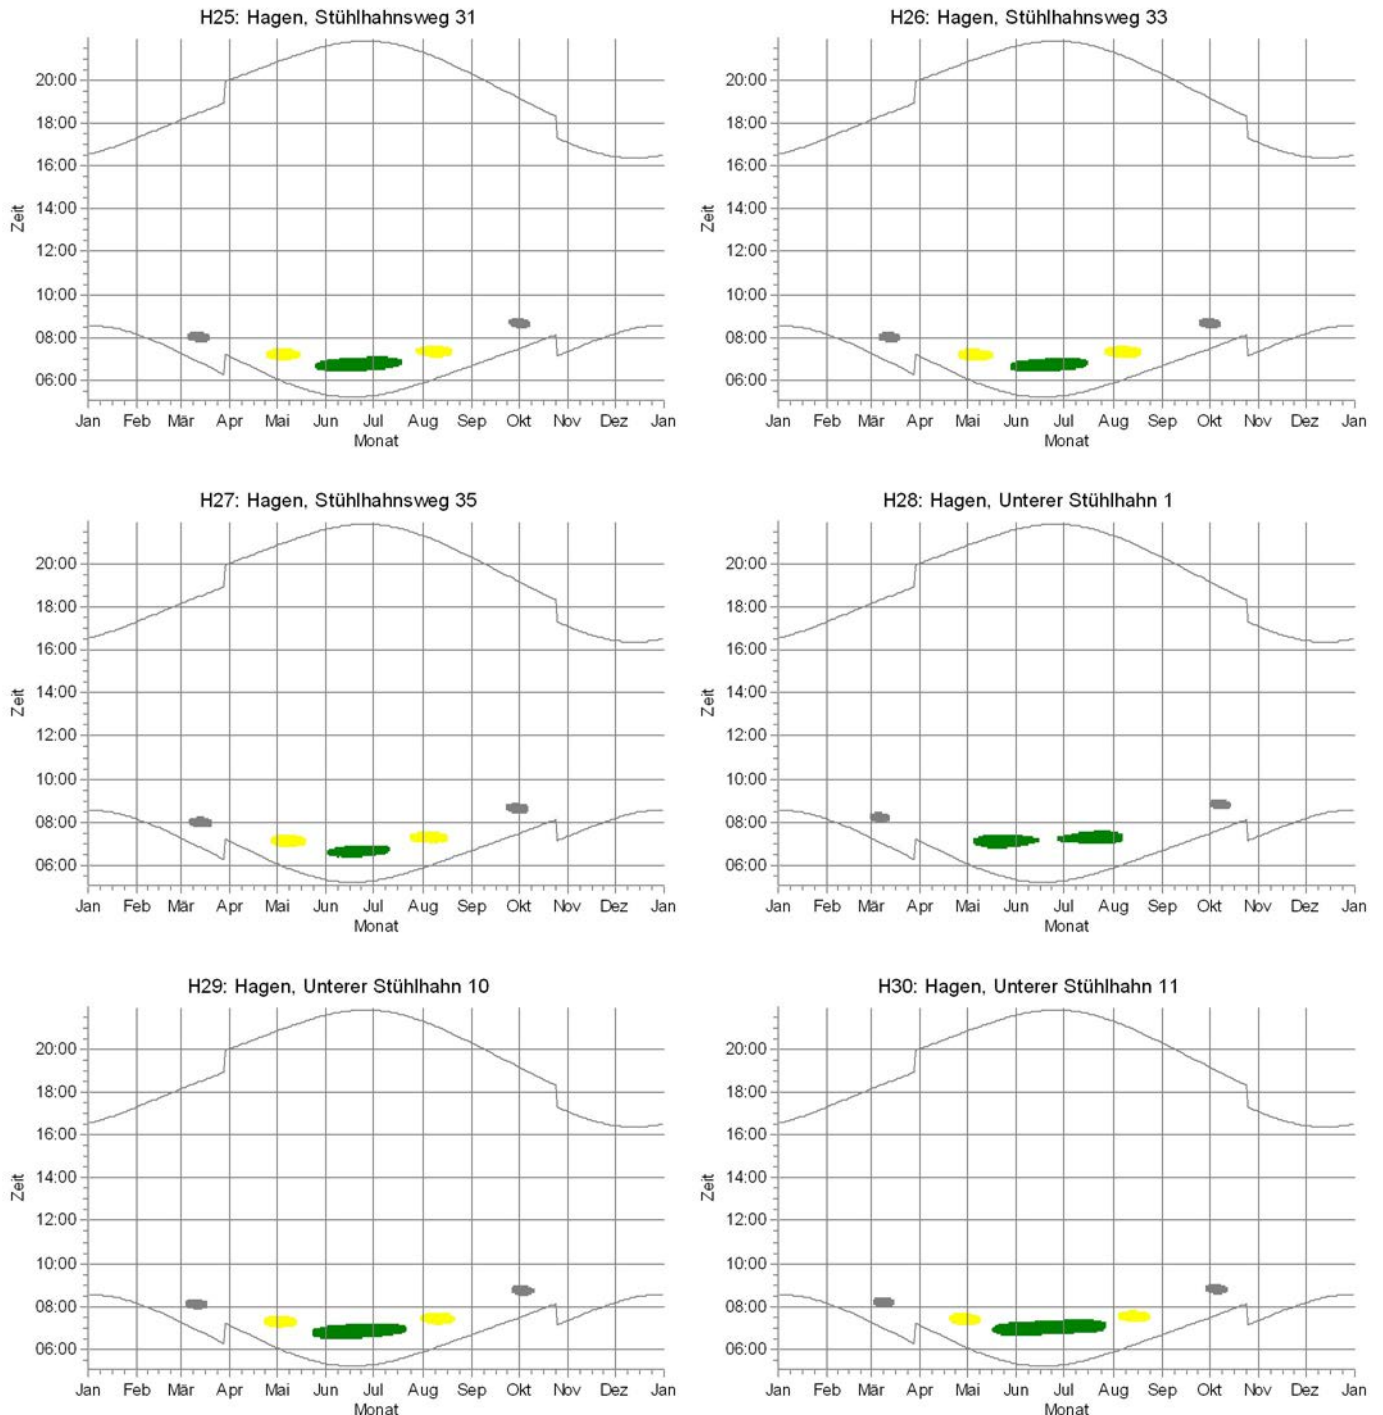 H25: Hagen, Stühlhahnsweg 31
20:00
18:00
16:00
14:00
12:00
10:00
08:00
06:00
Zeit
Jan Feb Mär Apr Mai Jun Jul Aug Sep Okt Nov Dez Jan
Monat
H26: Hagen, Stühlhahnsweg 33
20:00
18:00
16:00
14:00
12:00
10:00
08:00
06:00
Zeit
Jan Feb Mär Apr Mai Jun Jul Aug Sep Okt Nov Dez Jan
Monat
H27: Hagen, Stühlhahnsweg 35
20:00
18:00
16:00
14:00
12:00
10:00
08:00
06:00
Zeit
Jan Feb Mär Apr Mai Jun Jul Aug Sep Okt Nov Dez Jan
Monat
H28: Hagen, Unterer Stühlhahn 1
20:00
18:00
16:00
14:00
12:00
10:00
08:00
06:00
Zeit
Jan Feb Mär Apr Mai Jun Jul Aug Sep Okt Nov Dez Jan
Monat
H29: Hagen, Unterer Stühlhahn 10
20:00
18:00
16:00
14:00
12:00
10:00
08:00
06:00
Zeit
Jan Feb Mär Apr Mai Jun Jul Aug Sep Okt Nov Dez Jan
Monat
H30: Hagen, Unterer Stühlhahn 11
20:00
18:00
16:00
14:00
12:00
10:00
08:00
06:00
Zeit
Jan Feb Mär Apr Mai Jun Jul Aug Sep Okt Nov Dez Jan
Monat